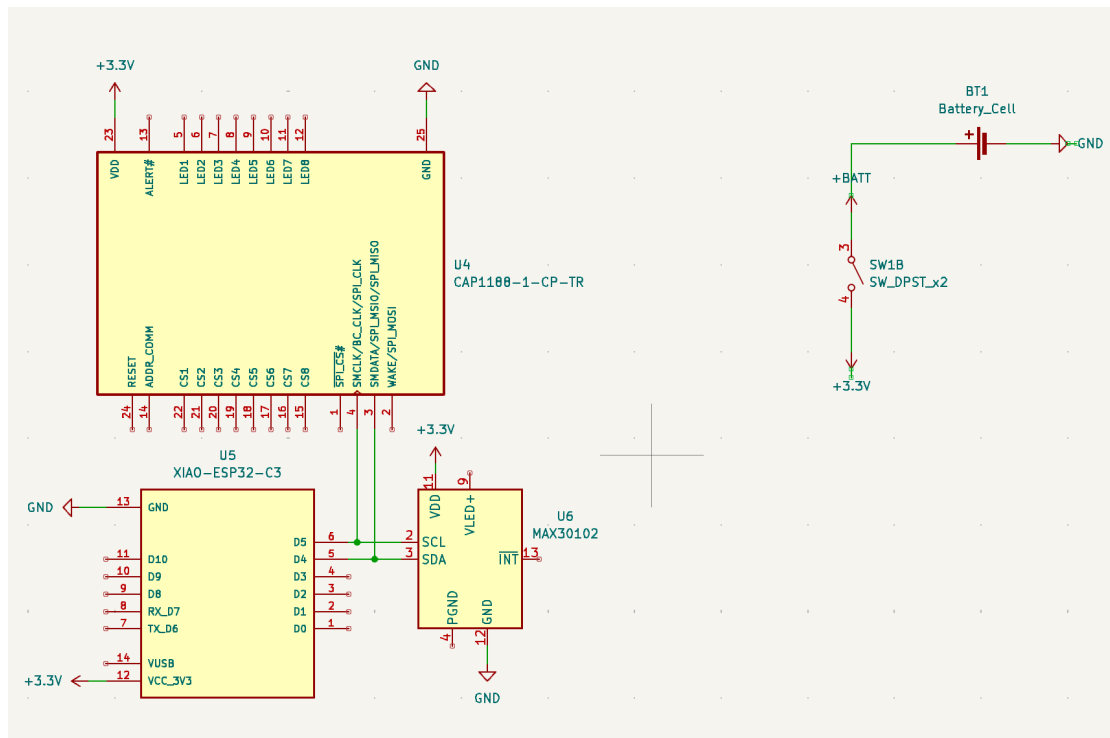 +3.3V
GND
23
13
5
6
7
8
9
10
11
12
25
VDD
ALERT#
LED1
LED2
LED3
LED4
LED5
LED6
LED7
LED8
GND
U4
CAP1188-1-CP-TR
RESET
ADDR_COMM
CS1
CS2
CS3
CS4
CS5
CS6
CS7
CS8
SPI_CS#
SMCLK/BC_CLK/SPI_CLK
SMDATA/SPI_MSIO/SPI_MISO
WAKE/SPI_MOSI
24
14
22
21
20
19
18
17
16
15
1
4
3
2
BT1
Battery_Cell
+
GND
+BATT
3
SW1B
SW_DPST_x2
4
+3.3V
U5
XIAO-ESP32-C3
GND
13
GND
11
D10
10
D9
9
D8
8
RX_D7
7
TX_D6
14
VUSB
+3.3V
12
VCC_3V3
D5
6
D4
5
D3
4
D2
3
D1
2
D0
1
+3.3V
11
9
VDD
VLED+
U6
MAX30102
2
SCL
3
SDA
INT
13
PGND
GND
4
12
GND